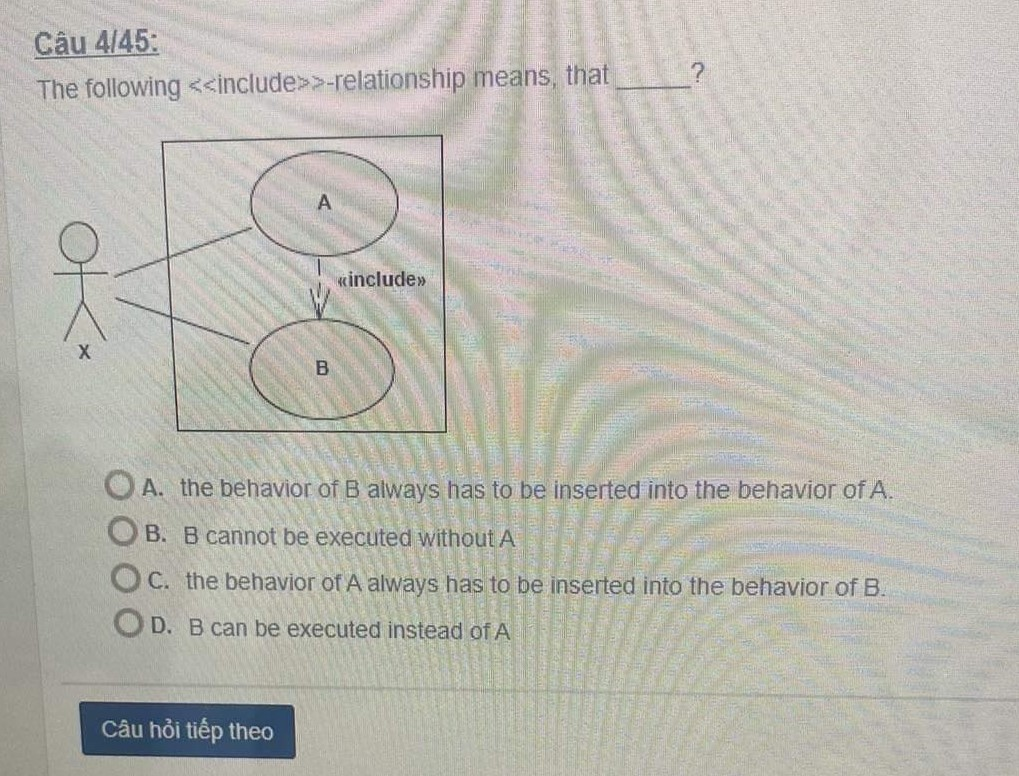 Câu 4/45:
The following <<include>>-relationship means, that ______?
A
«include»
X
B
A. the behavior of B always has to be inserted into the behavior of A.
B. B cannot be executed without A
C. the behavior of A always has to be inserted into the behavior of B.
D. B can be executed instead of A
Câu hỏi tiếp theo